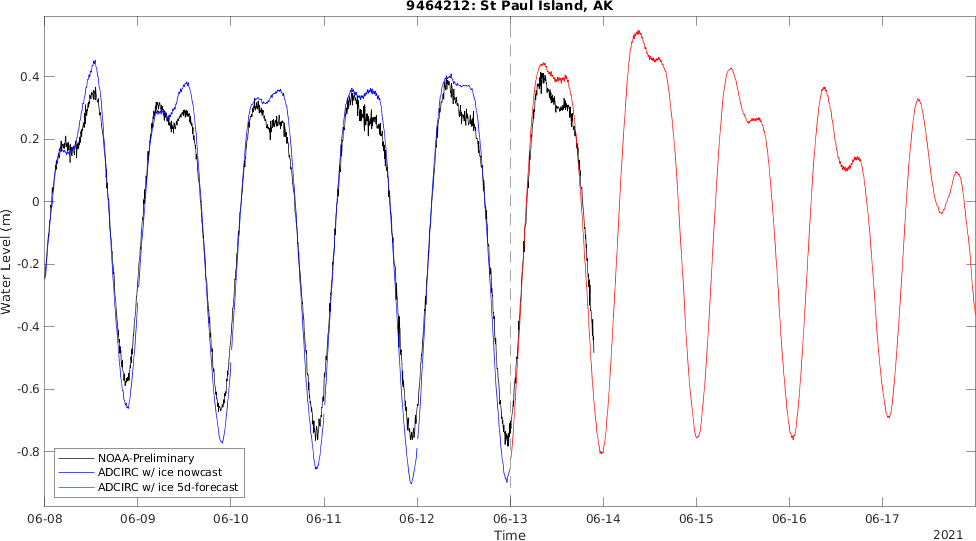 9464212: St Paul Island, AK
Water Level (m)
0.4
0.2
0
-0.2
-0.4
-0.6
-0.8
NOAA-Preliminary
ADCIRC w/ ice nowcast
ADCIRC w/ ice 5d-forecast
06-08 06-09 06-10 06-11 06-12 06-13 06-14 06-15 06-16 06-17
Time
2021